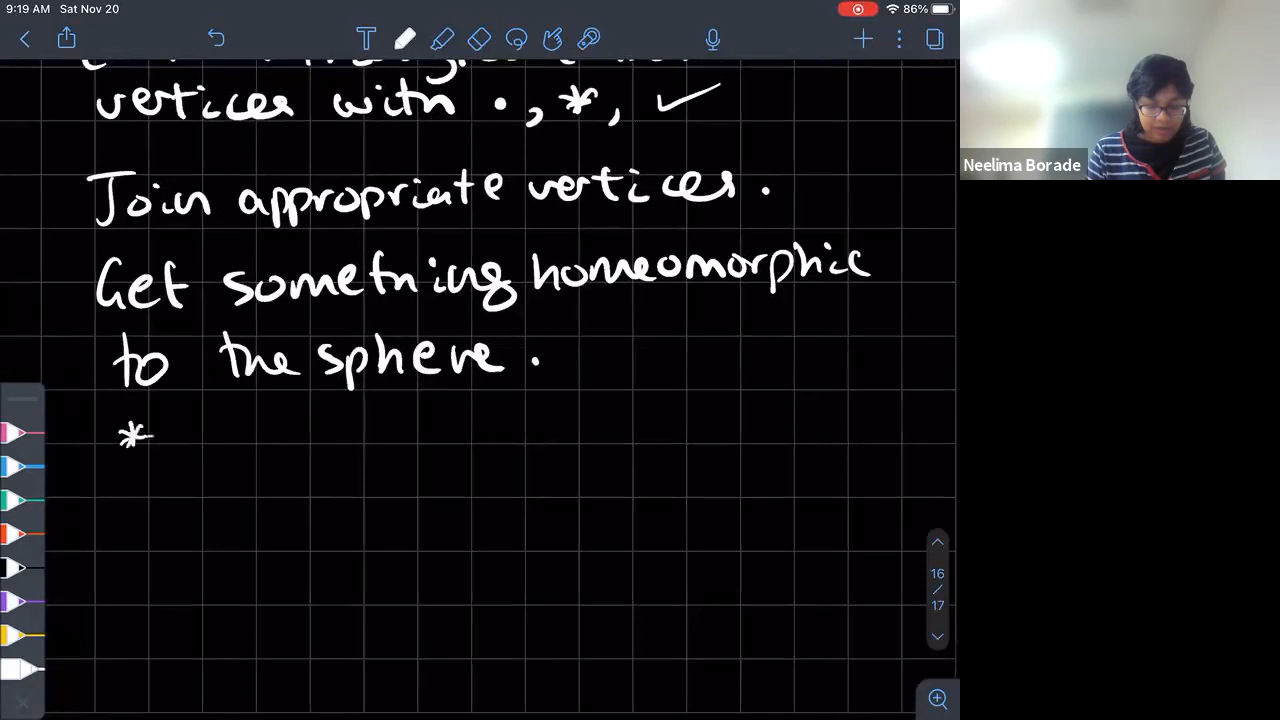 9:19 AM Sat Nov 20
86%
vertices with •, *, ✓
Join appropriate vertices.
Get something homeomorphic
to the sphere.
*
T
16
/
17
Neelima Borade